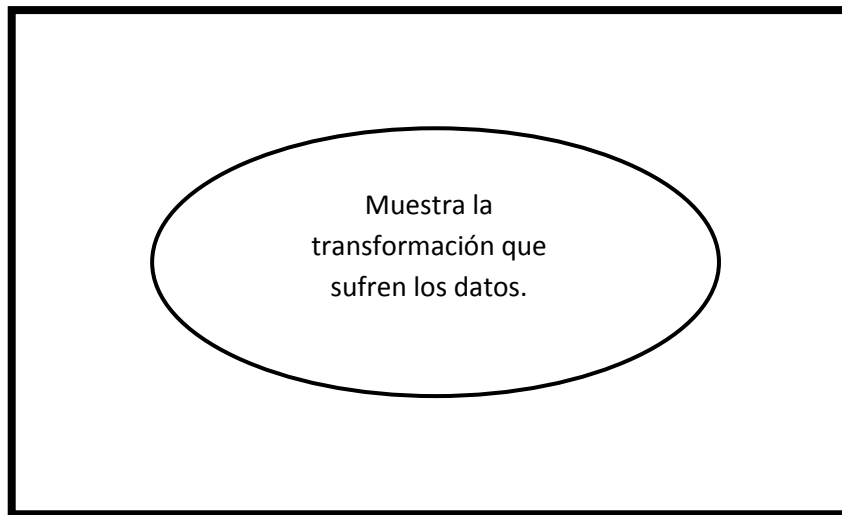 Muestra la
transformación que
sufren los datos.